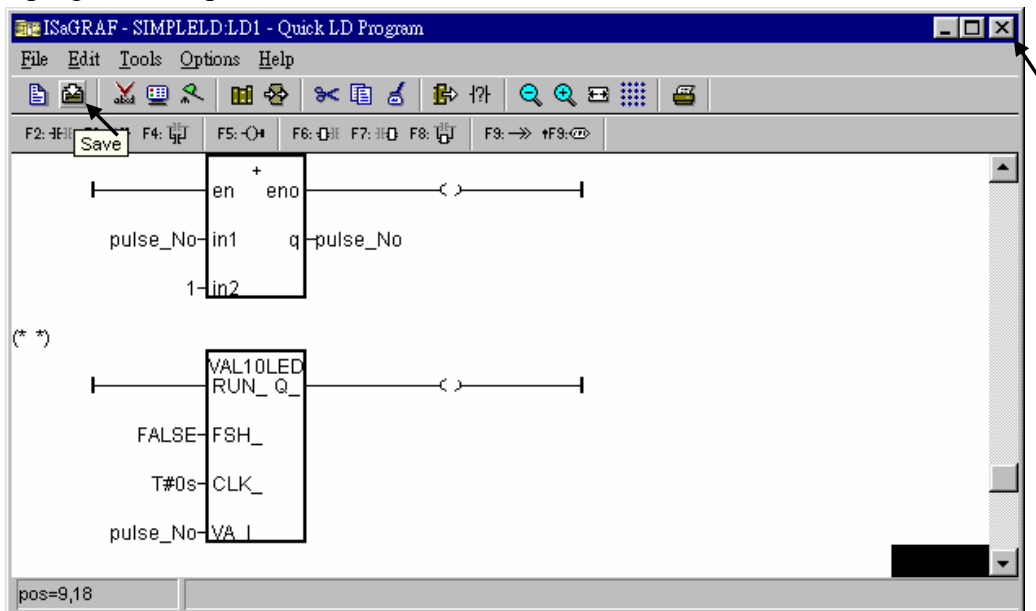 ISaGRAF - SIMPLELD:LD1 - Quick LD Program
File Edit Tools Options Help
F2: F4: F5: F6: F7: F8: F9: F9:
Save
+
en eno
pulse_No in1 q pulse_No
1 in2
(* *)
VAL10LED
RUN_ Q_
FALSE FSH_
T#0s CLK_
pulse_No
pos=9,18